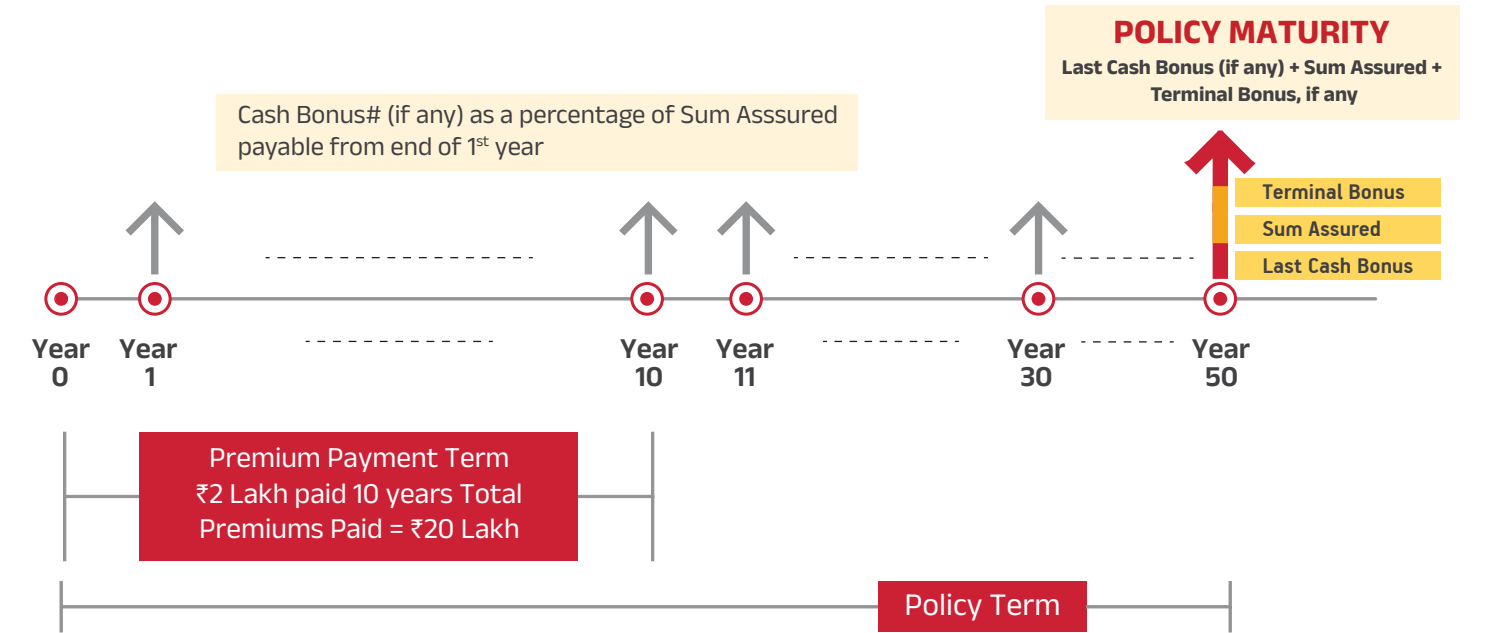 POLICY MATURITY
Last Cash Bonus (if any) + Sum Assured +
Terminal Bonus, if any
Cash Bonus# (if any) as a percentage of Sum Asssured
payable from end of 1st year
Terminal Bonus
Sum Assured
Last Cash Bonus
Year
0
Year
1
Year
10
Year
11
Year
30
Year
50
Premium Payment Term
₹2 Lakh paid 10 years Total
Premiums Paid = ₹20 Lakh
Policy Term